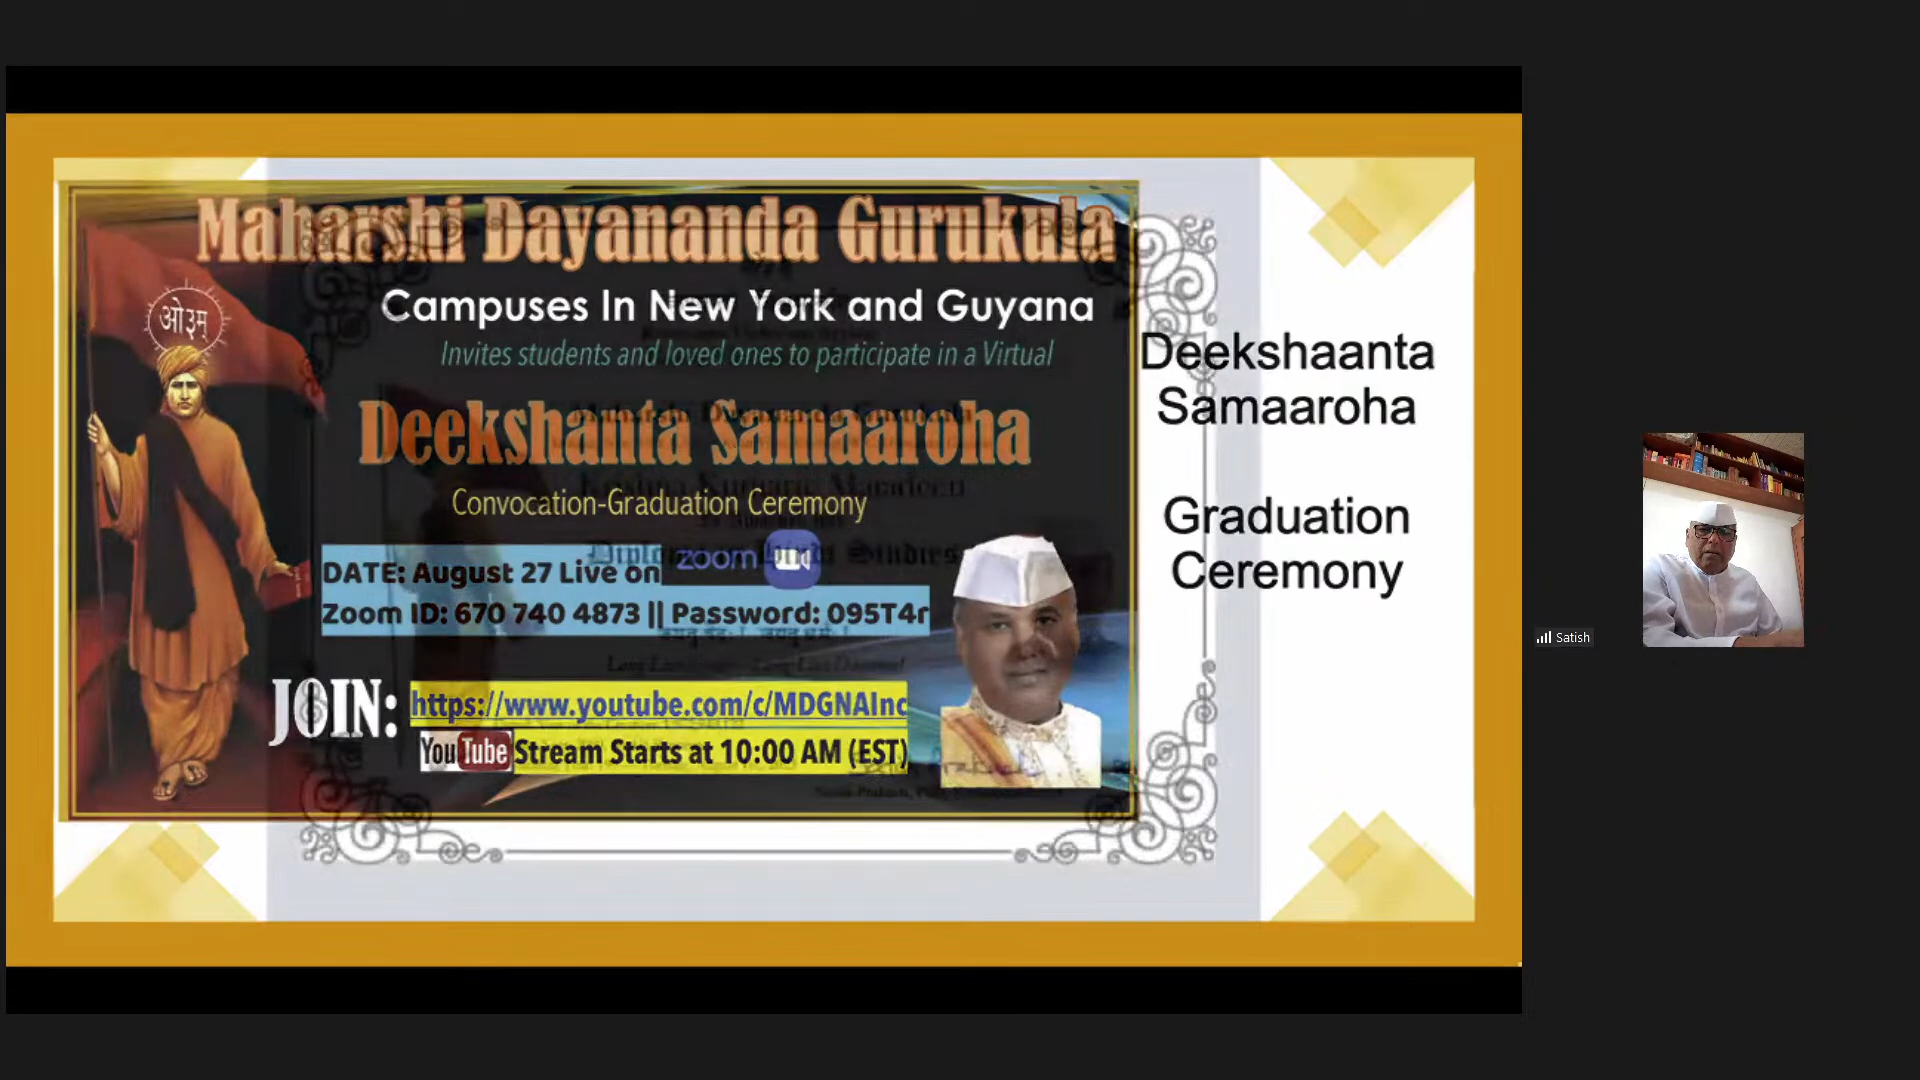 Maharshi Dayananda Gurukula
Campuses In New York and Guyana
Invites students and loved ones to participate in a Virtual
ओ३म्
Deekshanta Samaaroha
Convocation-Graduation Ceremony
DATE: August 27 Live on zoom
Zoom ID: 670 740 4873 || Password: 095T4r
JOIN: https://www.youtube.com/c/MDGNAInc
YouTube Stream Starts at 10:00 AM (EST)
Deekshaanta
Samaaroha
Graduation
Ceremony
Satish